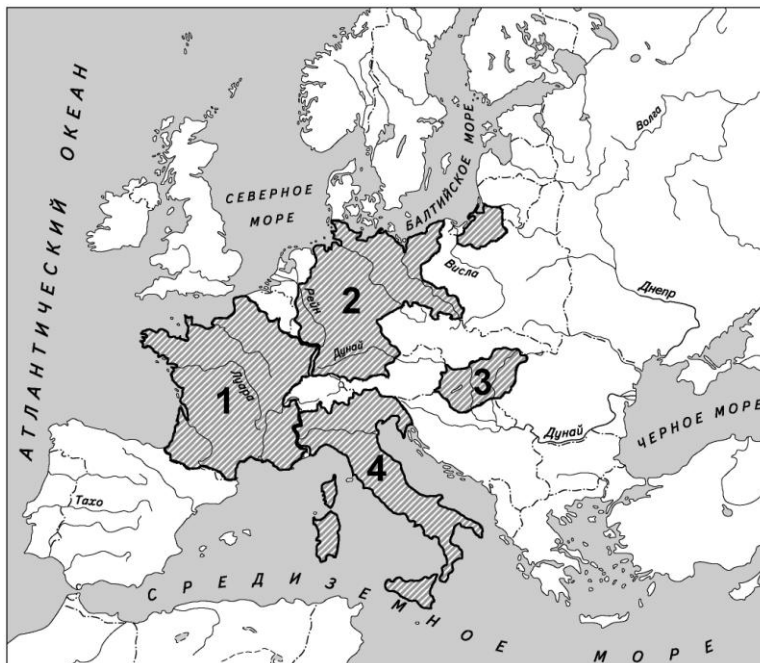 АТЛАНТИЧЕСКИЙ ОКЕАН
СЕВЕРНОЕ
МОРЕ
БАЛТИЙСКОЕ МОРЕ
Волга
Висла
Днепр
Рейн
2
Дунай
Луара
1
3
Дунай
ЧЕРНОЕ МОРЕ
4
Тахо
СРЕДИЗЕМНОЕ МОРЕ